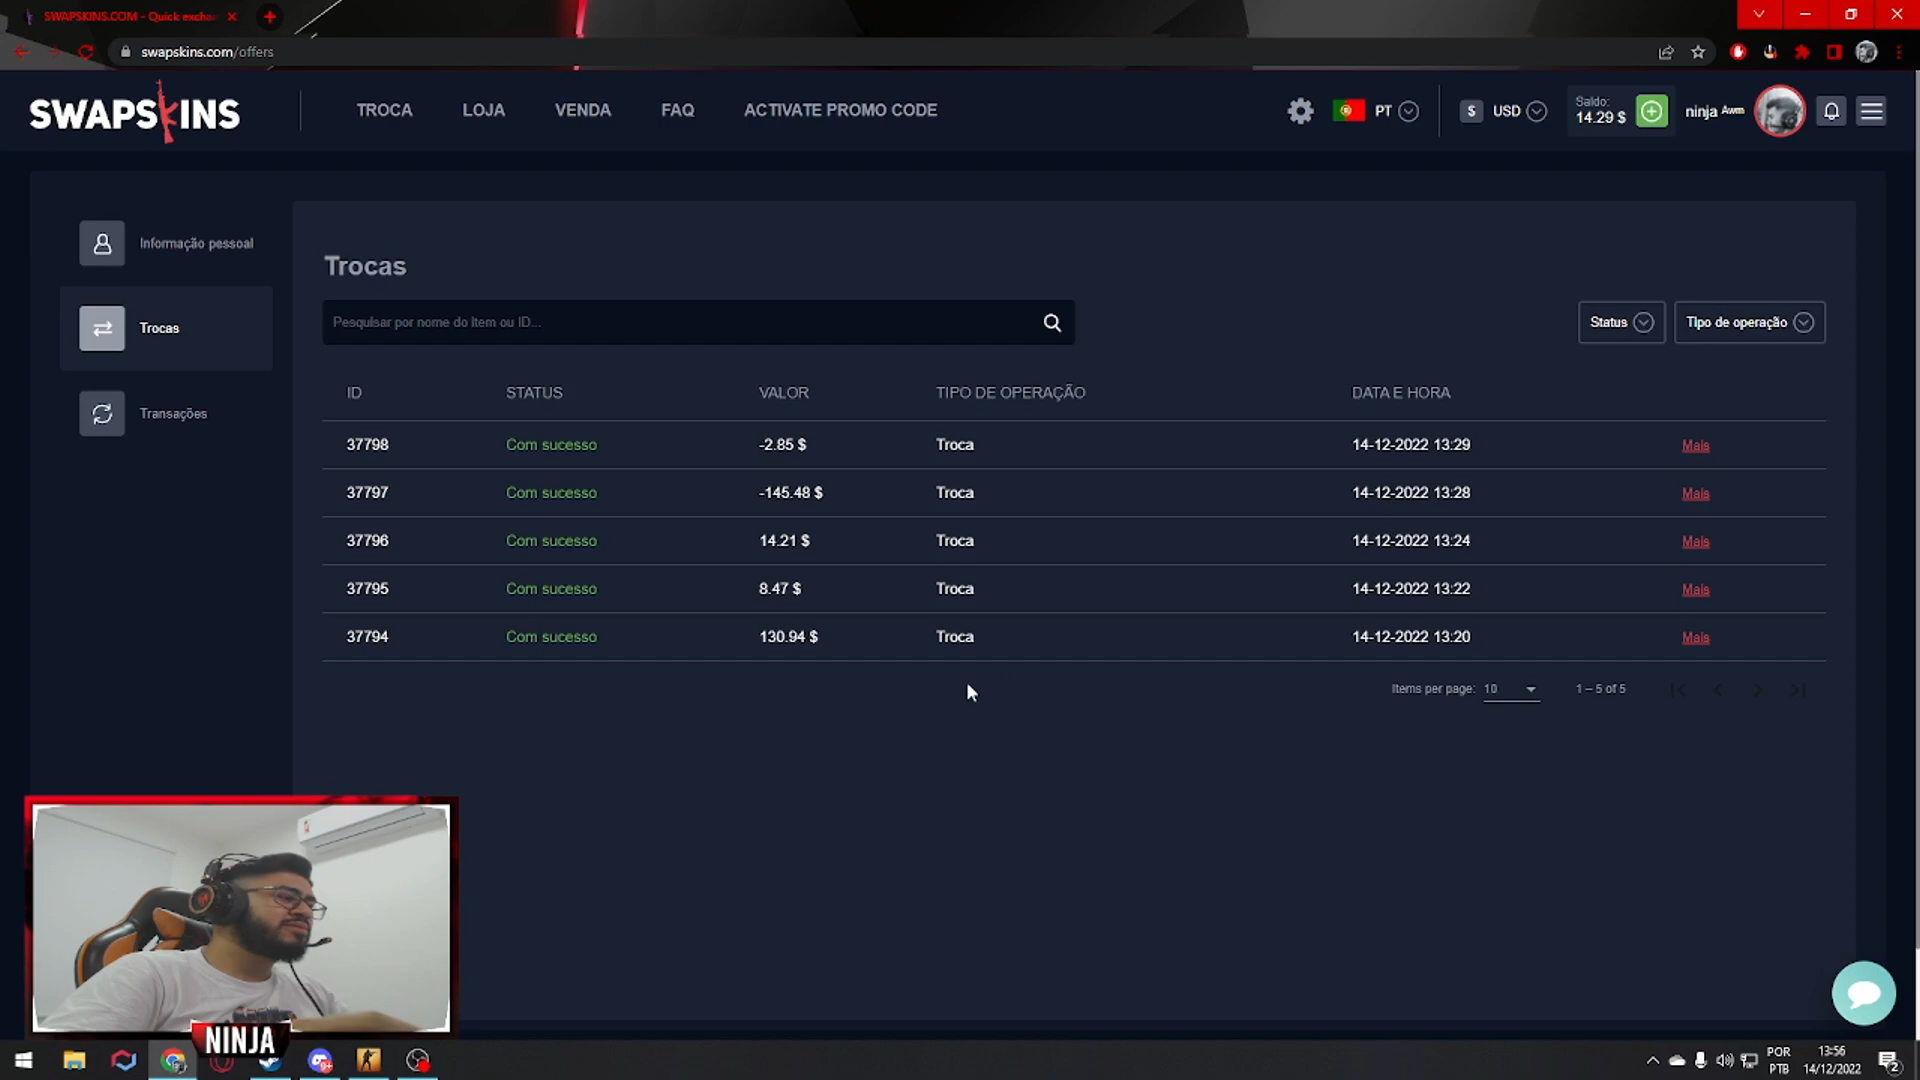 SWAPSKINS.COM - Quick exchan
swapskins.com/offers
SWAPSKINS
TROCA
LOJA
VENDA
FAQ
ACTIVATE PROMO CODE
PT
$ USD
Saldo:
14.29 $
ninja Awm
Informação pessoal
Trocas
Transações
Trocas
Pesquisar por nome do Item ou ID...
Status
Tipo de operação
ID STATUS VALOR TIPO DE OPERAÇÃO DATA E HORA
37798 Com sucesso -2.85 $ Troca 14-12-2022 13:29 Mais
37797 Com sucesso -145.48 $ Troca 14-12-2022 13:28 Mais
37796 Com sucesso 14.21 $ Troca 14-12-2022 13:24 Mais
37795 Com sucesso 8.47 $ Troca 14-12-2022 13:22 Mais
37794 Com sucesso 130.94 $ Troca 14-12-2022 13:20 Mais
Items per page: 10 1 – 5 of 5
NINJA
9+
POR
PTB
13:56
14/12/2022
2